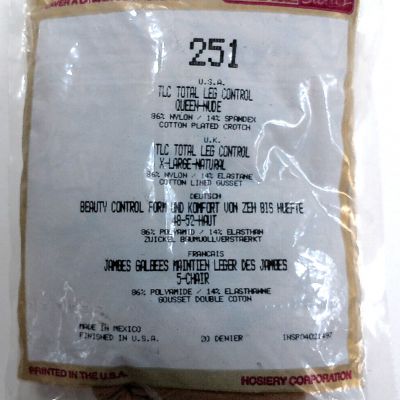 251
U.S.A.
TLC TOTAL LEG CONTROL
QUEEN-NUDE
86% NYLON / 14% SPANDEX
COTTON PLATED CROTCH
U.K.
TLC TOTAL LEG CONTROL
X-LARGE-NATURAL
86% NYLON / 14% ELASTANE
COTTON LINED GUSSET
DEUTSCH
BEAUTY CONTROL FORM UND KOMFORT VON ZEH BIS HUEFTE
48-52-HAUT
86% POLYAMID / 14% ELASTHAN
ZWICKEL BAUMWOLLVERSTAERKT
FRANCAIS
JAMBES GALBEES MAINTIEN LEGER DES JAMBES
5-CHAIR
86% POLYAMIDE / 14% ELASTHANNE
GOUSSET DOUBLE COTON
MADE IN MEXICO
FINISHED IN U.S.A. 20 DENIER
PRINTED IN THE U.S.A. HOSIERY CORPORATION